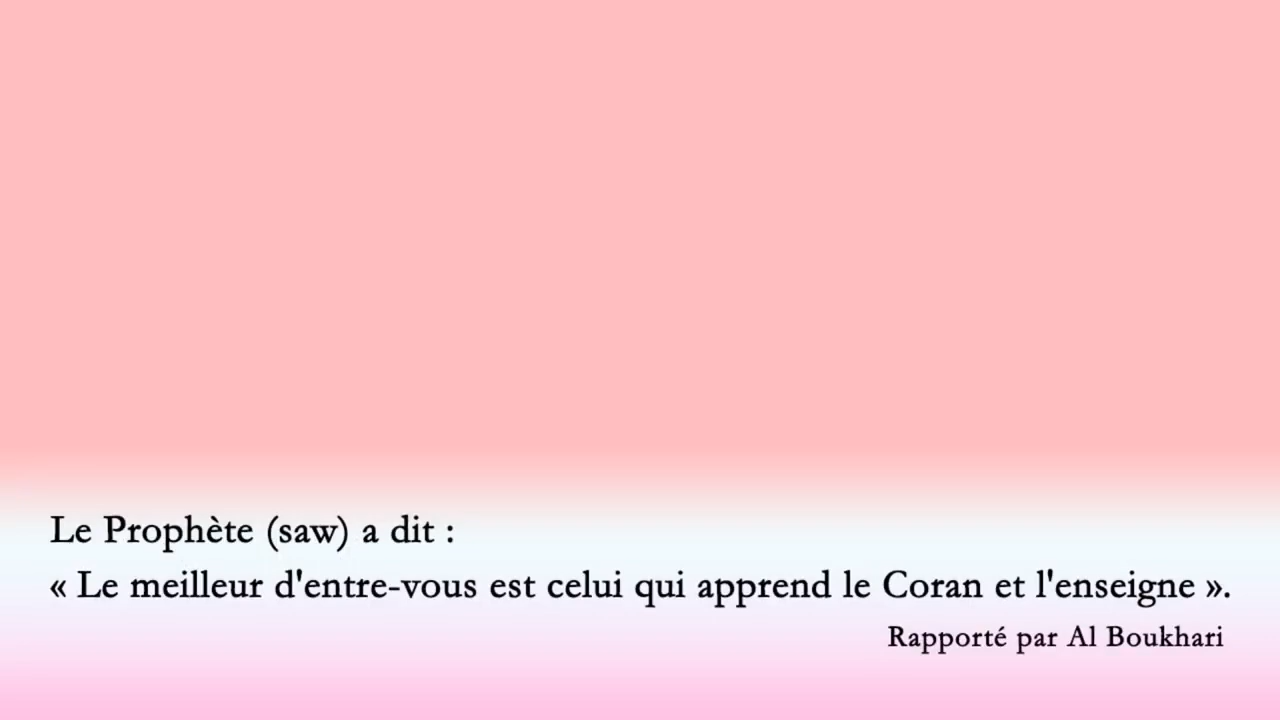 Le Prophète (saw) a dit :
« Le meilleur d'entre-vous est celui qui apprend le Coran et l'enseigne ».
Rapporté par Al Boukhari